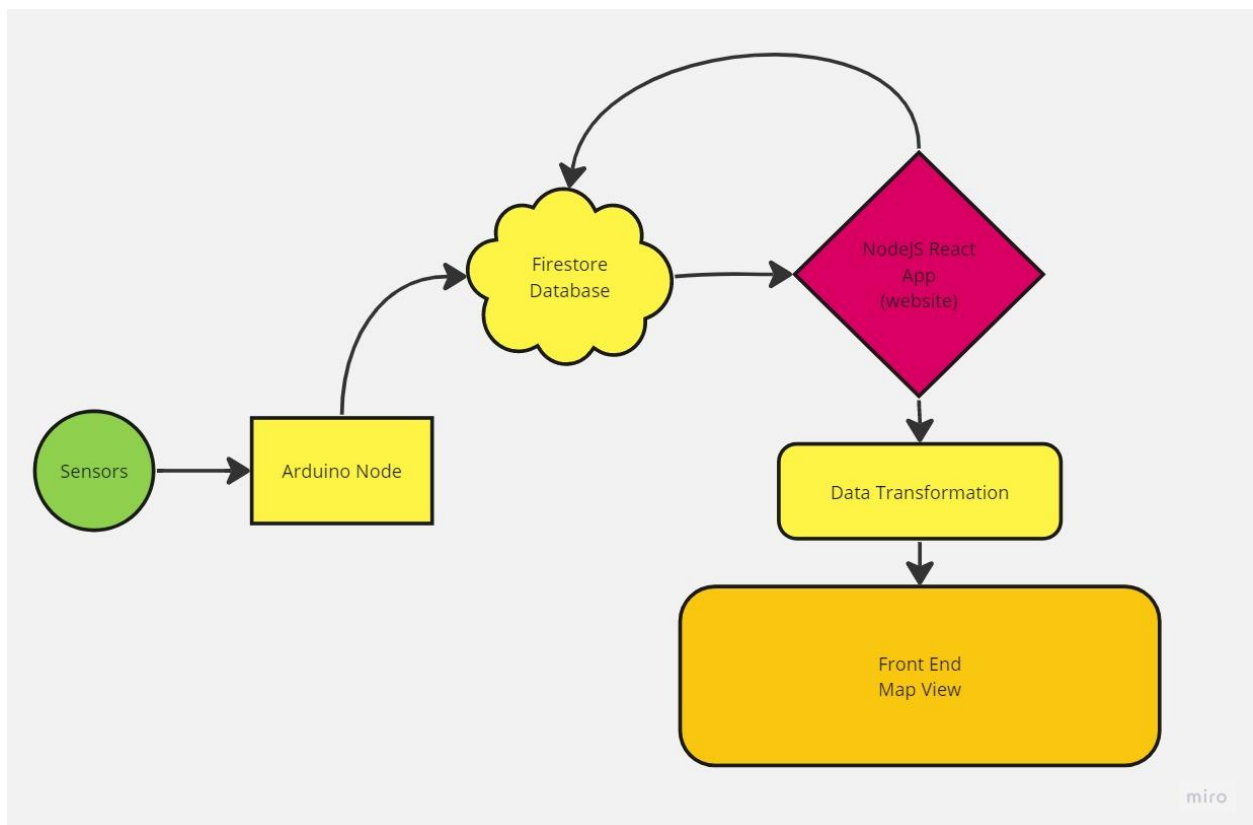 Firestore
Database
NodeJS React
App
(website)
Sensors
Arduino Node
Data Transformation
Front End
Map View
miro